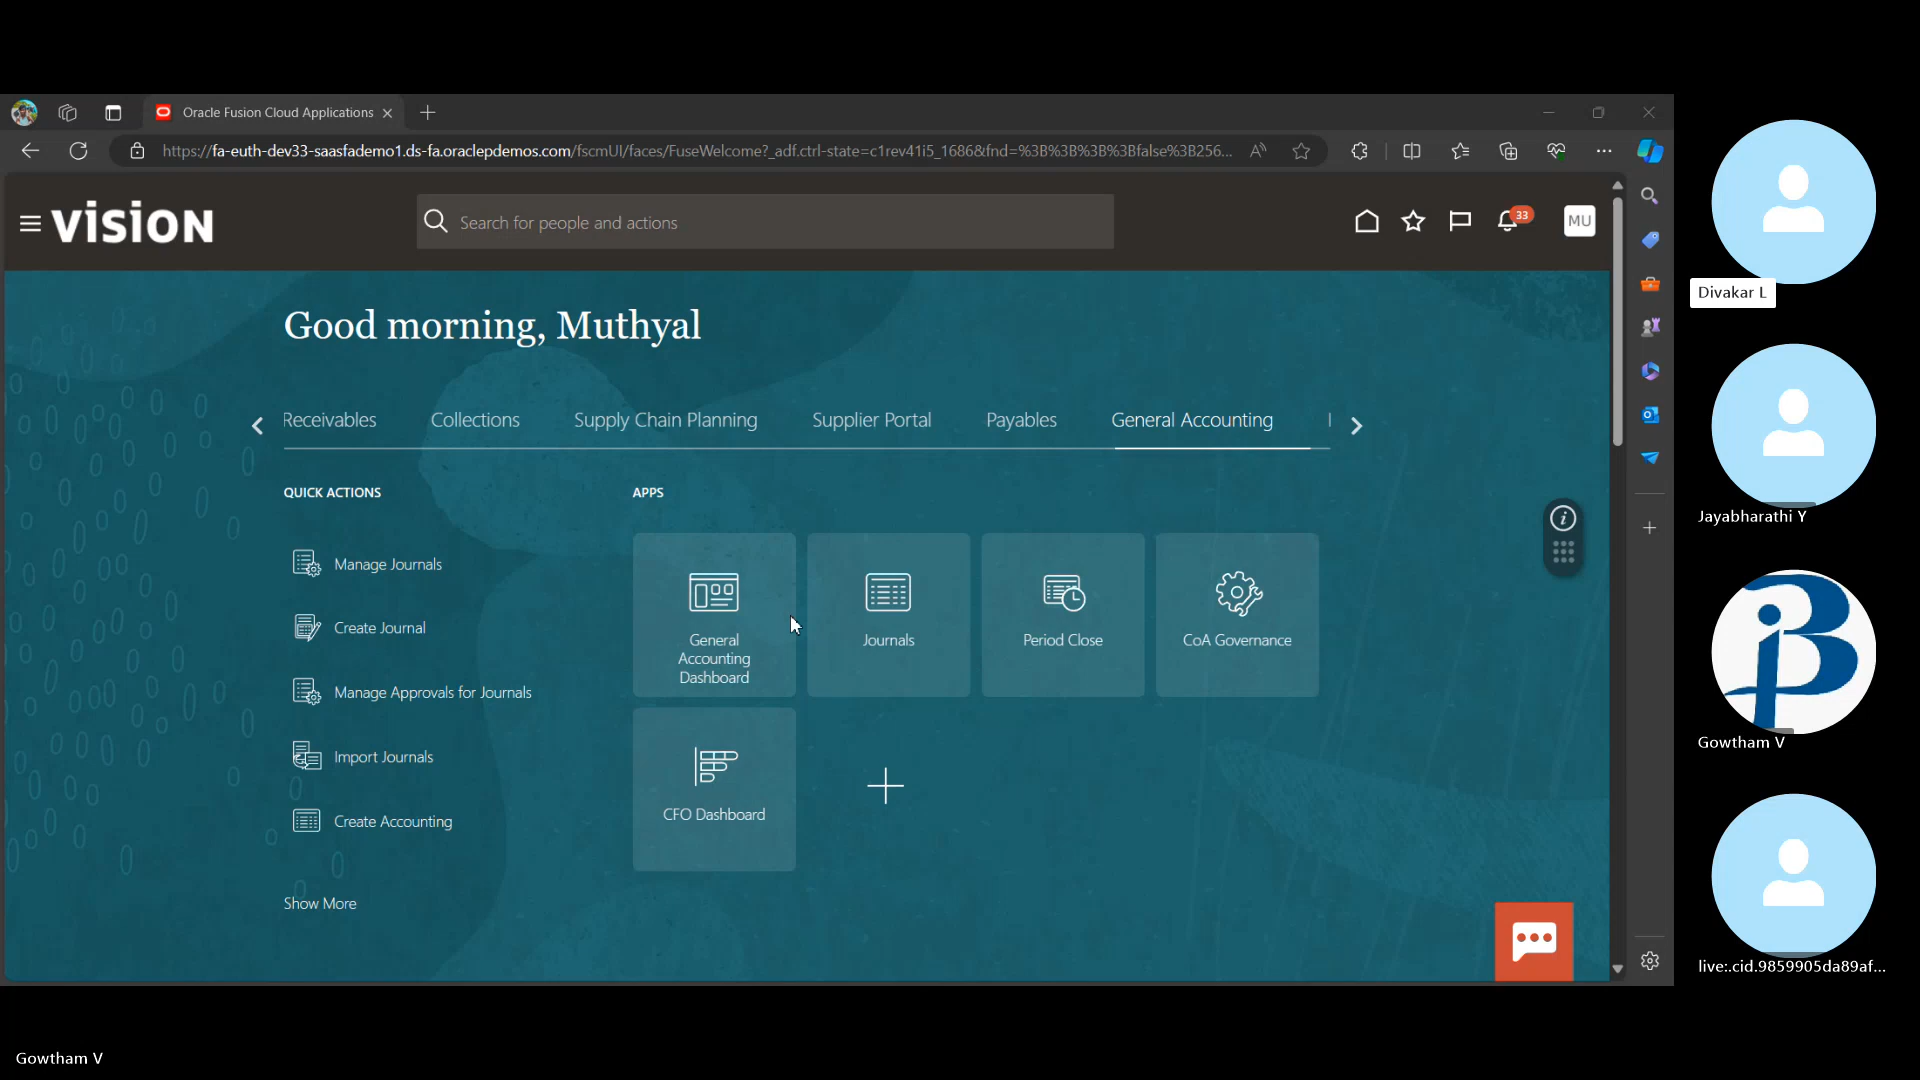 Oracle Fusion Cloud Applications
https://fa-euth-dev33-saasfademo1.ds-fa.oraclepdemos.com/fscmUI/faces/FuseWelcome?_adf.ctrl-state=c1rev41i5_1686&fnd=%3B%3B%3B%3Bfalse%3B256...
VISION
Search for people and actions
33
MU
Good morning, Muthyal
Receivables
Collections
Supply Chain Planning
Supplier Portal
Payables
General Accounting
QUICK ACTIONS
APPS
Manage Journals
Create Journal
Manage Approvals for Journals
Import Journals
Create Accounting
Show More
General
Accounting
Dashboard
Journals
Period Close
CoA Governance
CFO Dashboard
Divakar L
Jayabharathi Y
Gowtham V
live:.cid.9859905da89af...
Gowtham V